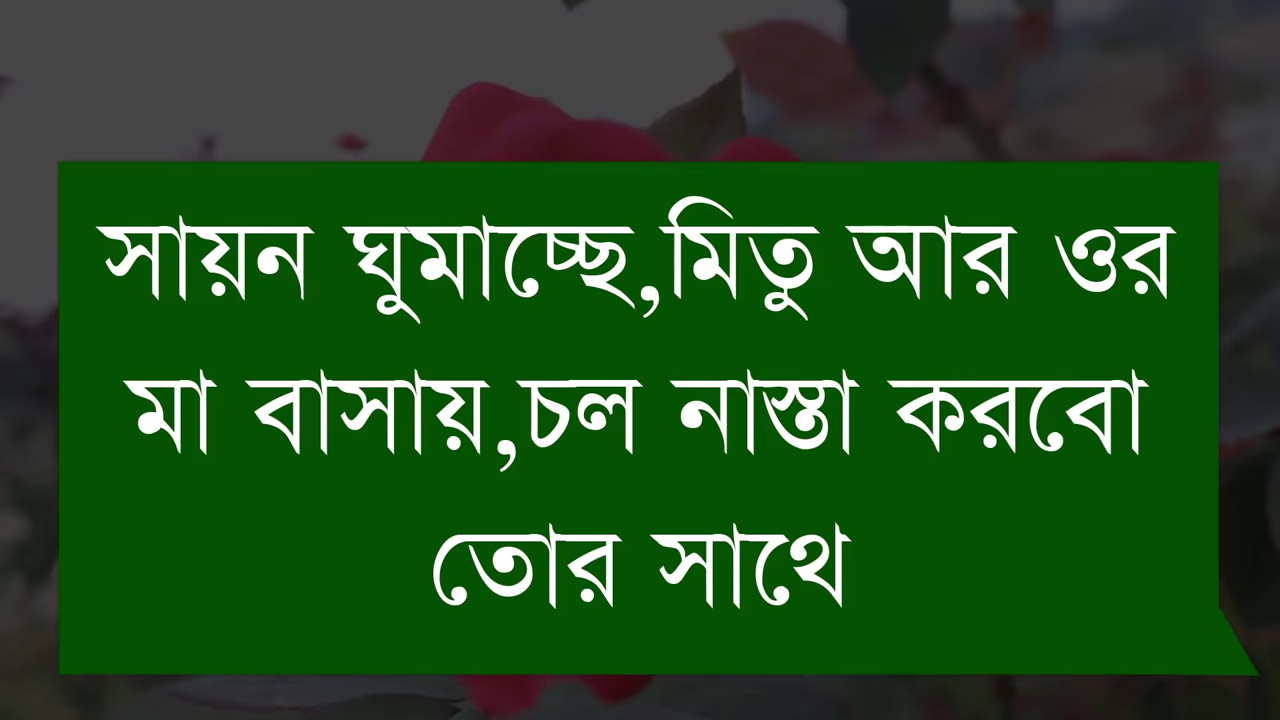 সায়ন ঘুমাচ্ছে,মিতু আর ওর
মা বাসায়,চল নাস্তা করবো
তোর সাথে